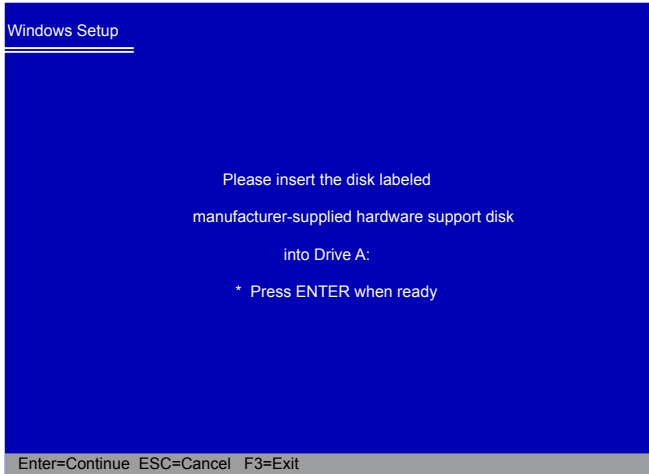 Windows Setup
Please insert the disk labeled
manufacturer-supplied hardware support disk
into Drive A:
* Press ENTER when ready
Enter=Continue ESC=Cancel F3=Exit